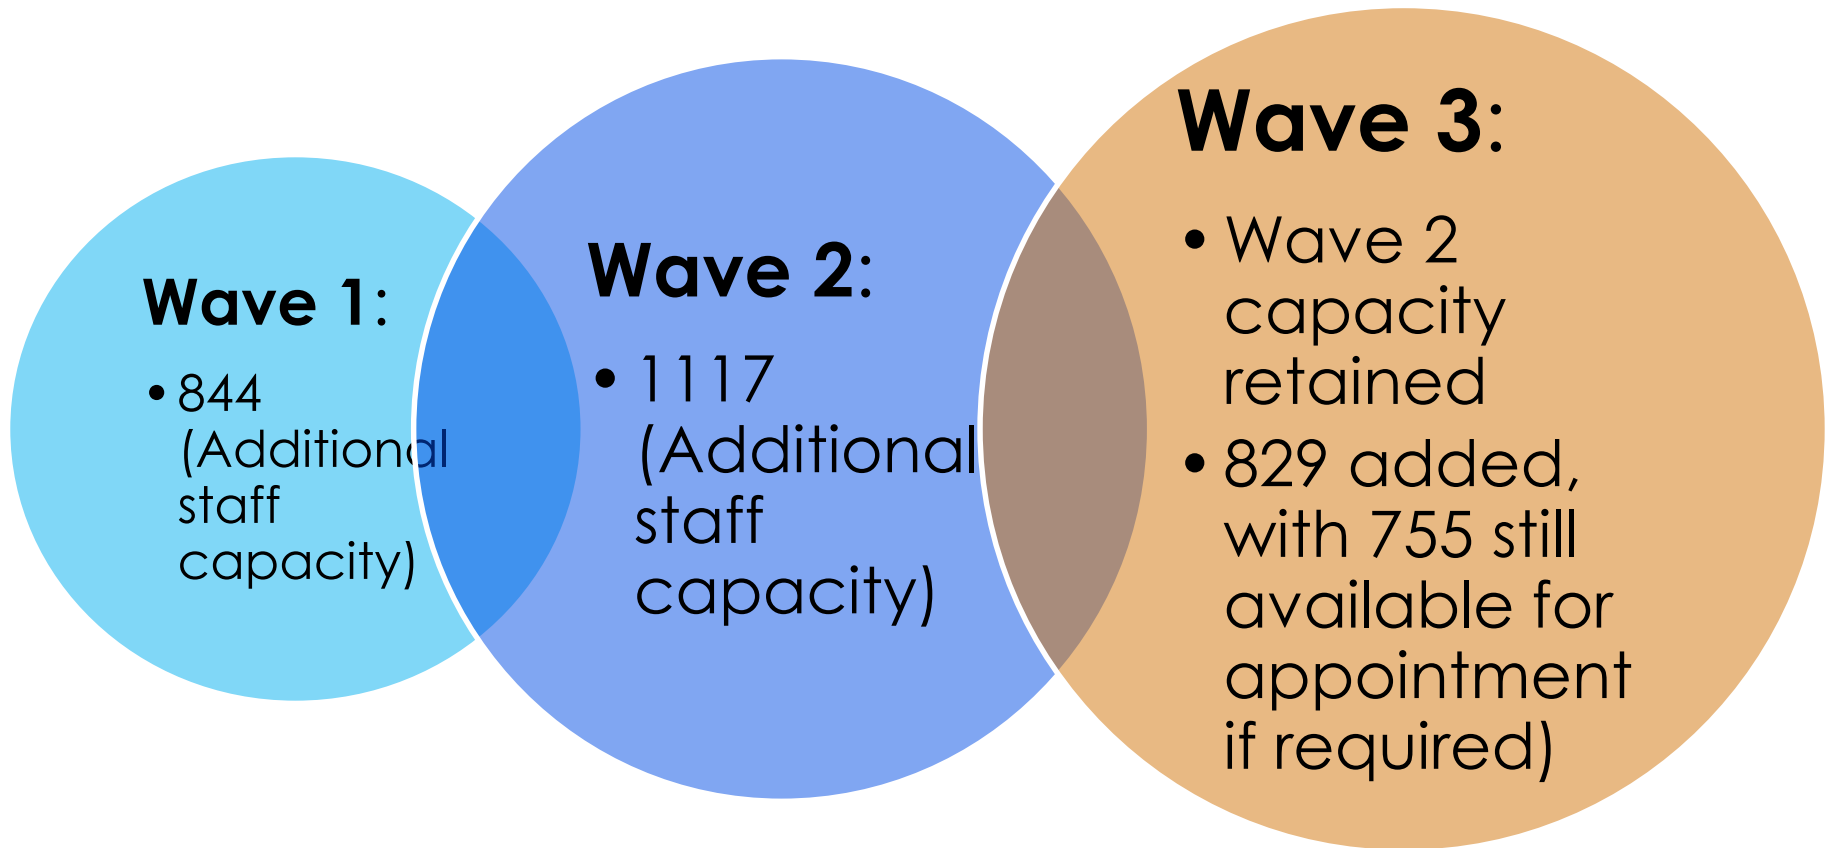 Wave 1:
• 844
(Additional
staff
capacity)
Wave 2:
• 1117
(Additional
staff
capacity)
Wave 3:
• Wave 2
capacity
retained
• 829 added,
with 755 still
available for
appointment
if required)